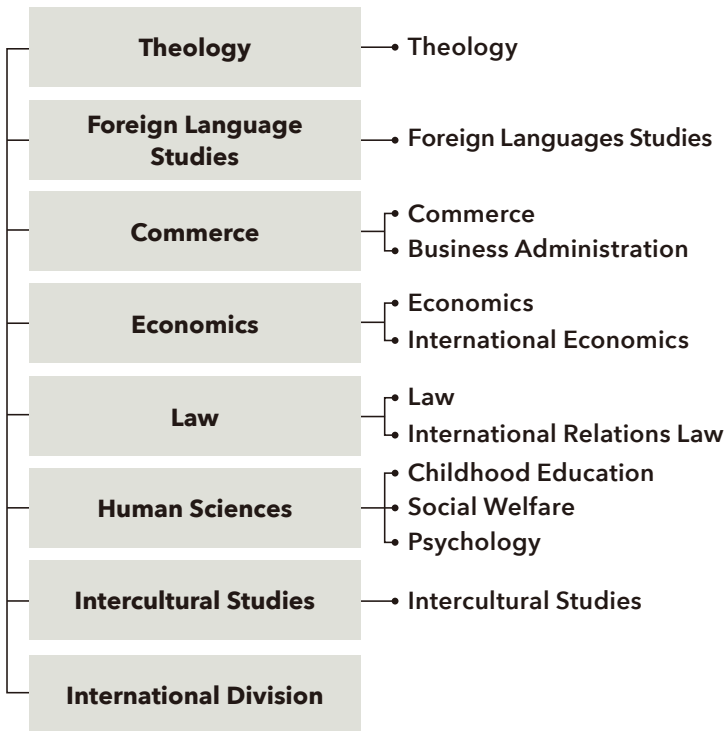 Theology
Theology
Foreign Language
Studies
Foreign Languages Studies
Commerce
Commerce
Business Administration
Economics
Economics
International Economics
Law
Law
International Relations Law
Human Sciences
Childhood Education
Social Welfare
Psychology
Intercultural Studies
Intercultural Studies
International Division